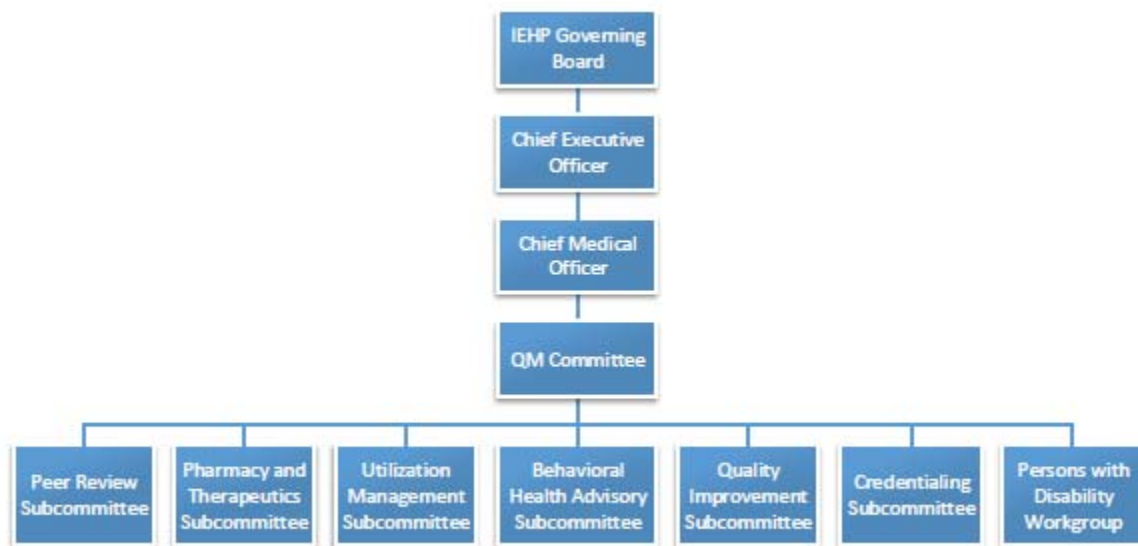 IEHP Governing
Board
Chief Executive
Officer
Chief Medical
Officer
QM Committee
Peer Review
Subcommittee
Pharmacy and
Therapeutics
Subcommittee
Utilization
Management
Subcommittee
Behavioral
Health Advisory
Subcommittee
Quality
Improvement
Subcommittee
Credentialing
Subcommittee
Persons with
Disability
Workgroup